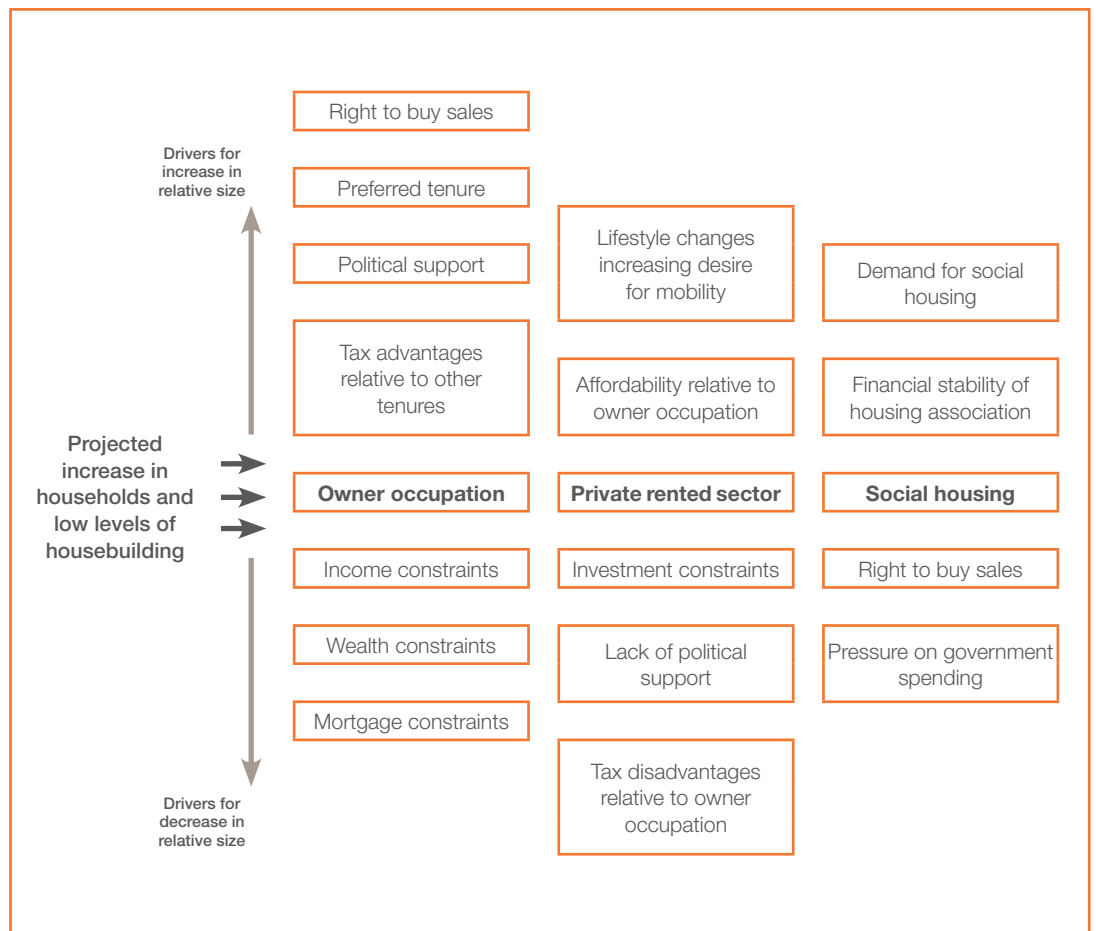 Right to buy sales
Drivers for
increase in
relative size
Preferred tenure
Political support
Lifestyle changes
increasing desire
for mobility
Demand for social
housing
Tax advantages
relative to other
tenures
Affordability relative to
owner occupation
Financial stability of
housing association
Projected
increase in
households and
low levels of
housebuilding
Owner occupation
Private rented sector
Social housing
Income constraints
Investment constraints
Right to buy sales
Wealth constraints
Lack of political
support
Pressure on government
spending
Mortgage constraints
Tax disadvantages
relative to owner
occupation
Drivers for
decrease in
relative size